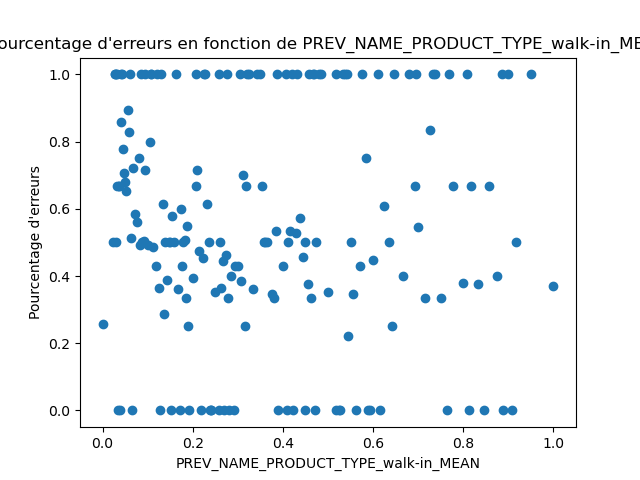 ourcentage d'erreurs en fonction de PREV_NAME_PRODUCT_TYPE_walk-in_ME
1.0
0.8
0.6
0.4
0.2
0.0
Pourcentage d'erreurs
0.0 0.2 0.4 0.6 0.8 1.0
PREV_NAME_PRODUCT_TYPE_walk-in_MEAN